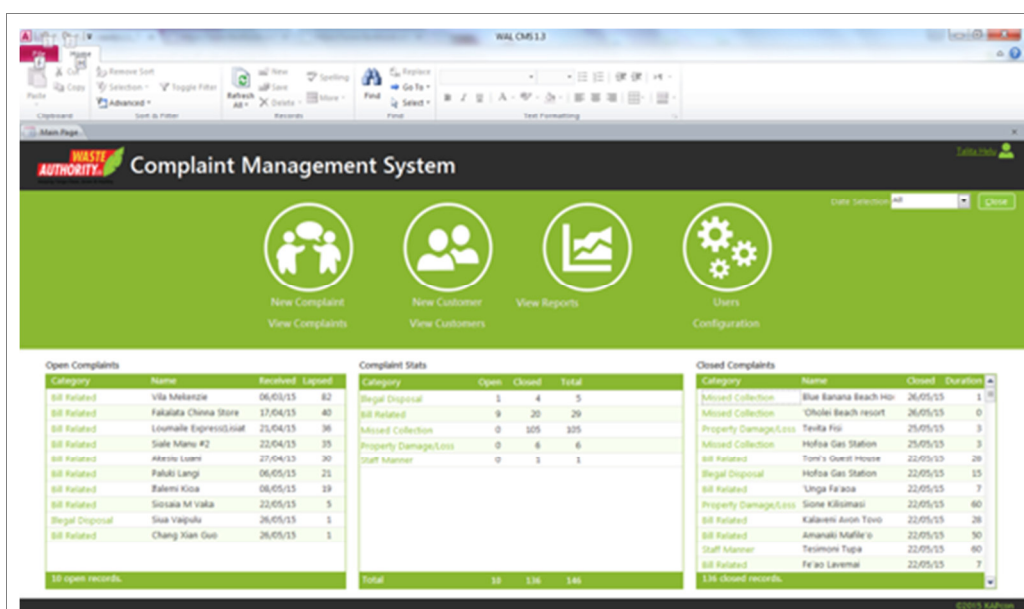 WAL CMS 1.3
File Home
Cut
Copy
Paste
Clipboard
Remove Sort
Selection
Toggle Filter
Advanced
Sort & Filter
Refresh All
New
Save
Delete
Spelling
More
Records
Find
Replace
Go To
Select
Find
Text Formatting
Main Page
WASTE AUTHORITY
Complaint Management System
Talita Helu
Date Selection All Close
New Complaint New Customer View Reports Users
View Complaints View Customers Configuration
Open Complaints
Category Name Received Lapsed
Bill Related Vila Mekenzie 06/03/15 82
Bill Related Fakalata Chinna Store 17/04/15 40
Bill Related Loumaile Express(Lisiat 21/04/15 36
Bill Related Siale Manu #2 22/04/15 35
Bill Related 27/04/15 30
Bill Related Paluki Langi 06/05/15 21
Bill Related Balemi Kioa 08/05/15 19
Bill Related Siosaia M Vaka 22/05/15 5
Illegal Disposal Siua Vaipulu 26/05/15 1
Bill Related Chang Xian Guo 26/05/15 1
10 open records.
Complaint Stats
Category Open Closed Total
Illegal Disposal 1 4 5
Bill Related 9 20 29
Missed Collection 0 105 105
Property Damage/Loss 0 6 6
Staff Manner 0 1 1
Total 10 136 146
Closed Complaints
Category Name Closed Duration
Missed Collection Blue Banana Beach Ho 26/05/15 1
Missed Collection 'Oholei Beach resort 26/05/15 0
Property Damage/Loss Tevita Fisi 25/05/15 3
Missed Collection Hofoa Gas Station 25/05/15 3
Bill Related Toni's Guest House 22/05/15 28
Illegal Disposal Hofoa Gas Station 22/05/15 15
Bill Related 'Unga Fa'aoa 22/05/15 7
Property Damage/Loss Sione Kilisimasi 22/05/15 60
Bill Related Kalaveni Avon Tovo 22/05/15 28
Bill Related Amanaki Mafile'o 22/05/15 50
Staff Manner Tesimoni Tupa 22/05/15 60
Bill Related Fe'ao Lavemai 22/05/15 7
136 closed records.